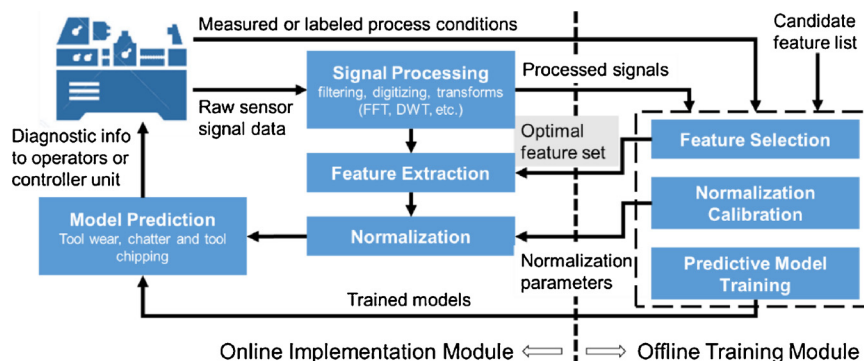 Measured or labeled process conditions
Candidate
feature list
Signal Processing
filtering, digitizing, transforms
(FFT, DWT, etc.)
Processed signals
Raw sensor
signal data
Diagnostic info
to operators or
controller unit
Optimal
feature set
Feature Selection
Feature Extraction
Normalization
Calibration
Model Prediction
Tool wear, chatter and tool
chipping
Normalization
Normalization
parameters
Predictive Model
Training
Trained models
Online Implementation Module
Offline Training Module